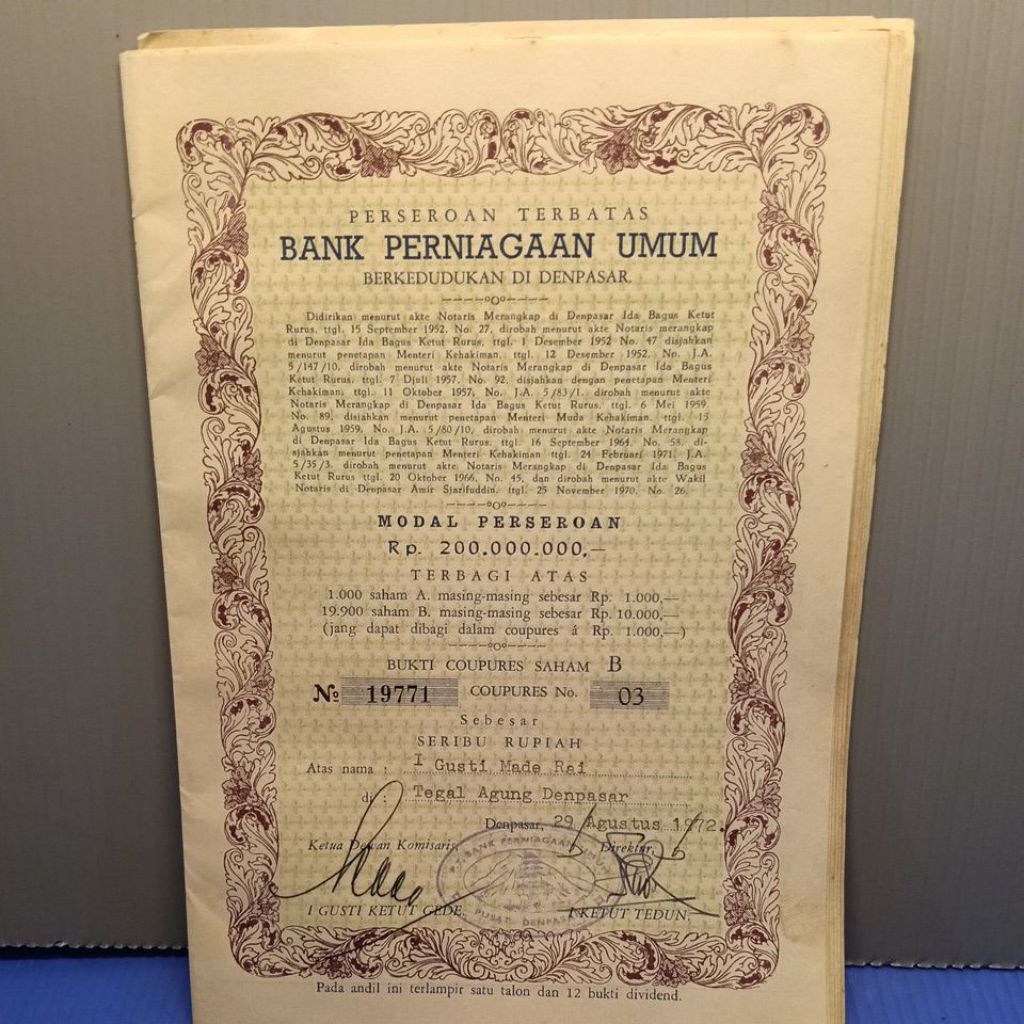 PERSEROAN TERBATAS
BANK PERNIAGAAN UMUM
BERKEDUDUKAN DI DENPASAR.
Didirikan menurut akte Notaris Merangkap di Denpasar Ida Bagus Ketut
Rurus, ttgl. 15 September 1952, No. 27, dirobah menurut akte Notaris merangkap
di Denpasar Ida Bagus Ketut Rurus, ttgl. 1 Desember 1952 No. 47 disjahkan
menurut penetapan Menteri Kehakiman, ttgl. 12 Desember 1952, No. J.A.
5/147/10, dirobah menurut akte Notaris Merangkap di Denpasar Ida Bagus
Ketut Rurus, ttgl. 7 Djuli 1957, No. 92, disjahkan dengan penetapan Menteri
Kehakiman, ttgl. 11 Oktober 1957, No. J.A. 5/83/1, dirobah menurut akte
Notaris Merangkap di Denpasar Ida Bagus Ketut Rurus, ttgl. 6 Mei 1959,
No. 89, disjahkan menurut penetapan Menteri Muda Kehakiman, ttgl. 15
Agustus 1959, No. J.A. 5/80/10, dirobah menurut akte Notaris Merangkap
di Denpasar Ida Bagus Ketut Rurus, ttgl. 16 September 1964, No. 58, di-
sjahkan menurut penetapan Menteri Kehakiman ttgl. 24 Februari 1971, J.A.
5/35/3, dirobah menurut akte Notaris Merangkap di Denpasar Ida Bagus
Ketut Rurus ttgl. 20 Oktober 1966, No. 45, dan dirobah menurut akte Wakil
Notaris di Denpasar Amir Sjarifuddin, ttgl. 25 November 1970, No. 26.
MODAL PERSEROAN
Rp. 200.000.000,—
TERBAGI ATAS
1.000 saham A. masing-masing sebesar Rp. 1.000,—
19.900 saham B. masing-masing sebesar Rp. 10.000,—
(jang dapat dibagi dalam coupures á Rp. 1.000,—)
BUKTI COUPURES SAHAM B
No 19771 COUPURES No. 03
Sebesar
SERIBU RUPIAH
Atas nama : I Gusti Made Rai
di : Tegal Agung Denpasar
Denpasar, 29 Agustus 1972.
Ketua Dewan Komisaris, Direktur,
BANK PERNIAGAAN UMUM
PUSAT DENPASAR
I GUSTI KETUT GEDE. I KETUT TEDUN.
Pada andil ini terlampir satu talon dan 12 bukti dividend.